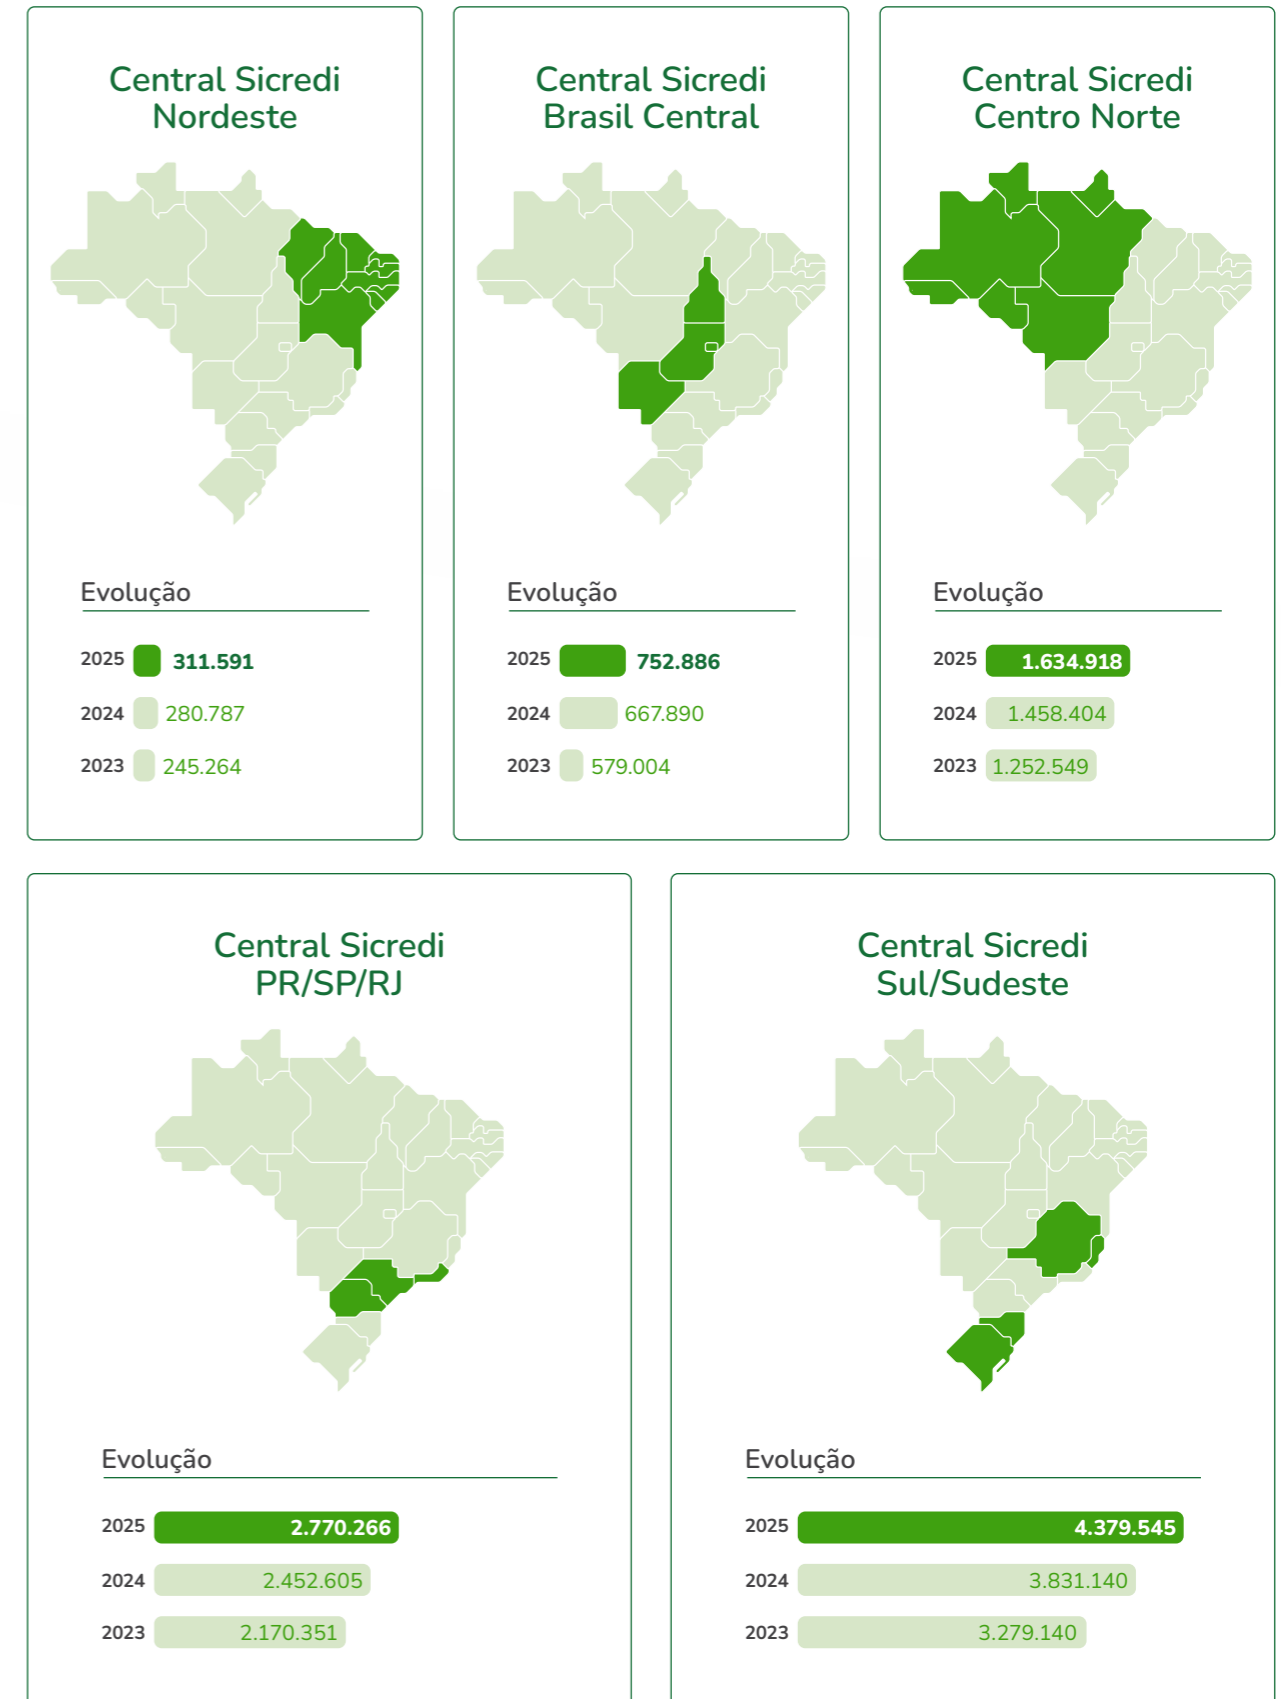 Central Sicredi
Nordeste
Evolução
2025 311.591
2024 280.787
2023 245.264
Central Sicredi
Brasil Central
Evolução
2025 752.886
2024 667.890
2023 579.004
Central Sicredi
Centro Norte
Evolução
2025 1.634.918
2024 1.458.404
2023 1.252.549
Central Sicredi
PR/SP/RJ
Evolução
2025 2.770.266
2024 2.452.605
2023 2.170.351
Central Sicredi
Sul/Sudeste
Evolução
2025 4.379.545
2024 3.831.140
2023 3.279.140